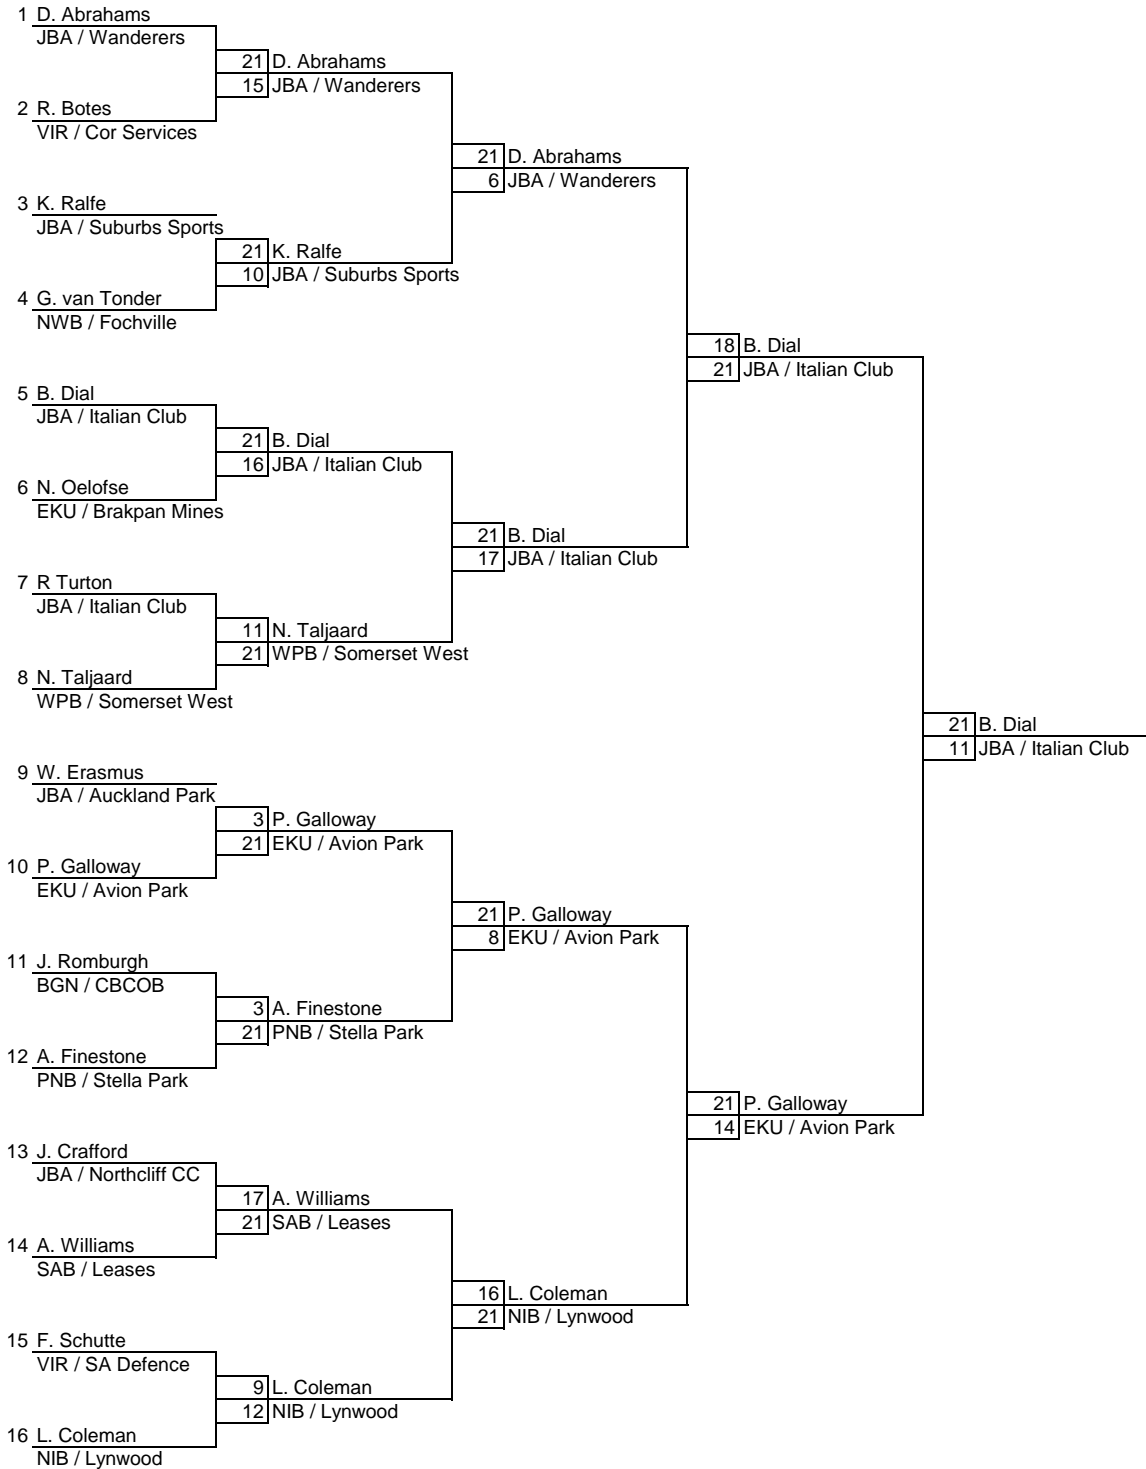 1 D. Abrahams
JBA / Wanderers
21 D. Abrahams
15 JBA / Wanderers
2 R. Botes
VIR / Cor Services
21 D. Abrahams
6 JBA / Wanderers
3 K. Ralfe
JBA / Suburbs Sports
21 K. Ralfe
10 JBA / Suburbs Sports
4 G. van Tonder
NWB / Fochville
18 B. Dial
21 JBA / Italian Club
5 B. Dial
JBA / Italian Club
21 B. Dial
16 JBA / Italian Club
6 N. Oelofse
EKU / Brakpan Mines
21 B. Dial
17 JBA / Italian Club
7 R Turton
JBA / Italian Club
11 N. Taljaard
21 WPB / Somerset West
8 N. Taljaard
WPB / Somerset West
21 B. Dial
11 JBA / Italian Club
9 W. Erasmus
JBA / Auckland Park
3 P. Galloway
21 EKU / Avion Park
10 P. Galloway
EKU / Avion Park
21 P. Galloway
8 EKU / Avion Park
11 J. Romburgh
BGN / CBCOB
3 A. Finestone
21 PNB / Stella Park
12 A. Finestone
PNB / Stella Park
21 P. Galloway
14 EKU / Avion Park
13 J. Crafford
JBA / Northcliff CC
17 A. Williams
21 SAB / Leases
14 A. Williams
SAB / Leases
16 L. Coleman
21 NIB / Lynwood
15 F. Schutte
VIR / SA Defence
9 L. Coleman
12 NIB / Lynwood
16 L. Coleman
NIB / Lynwood